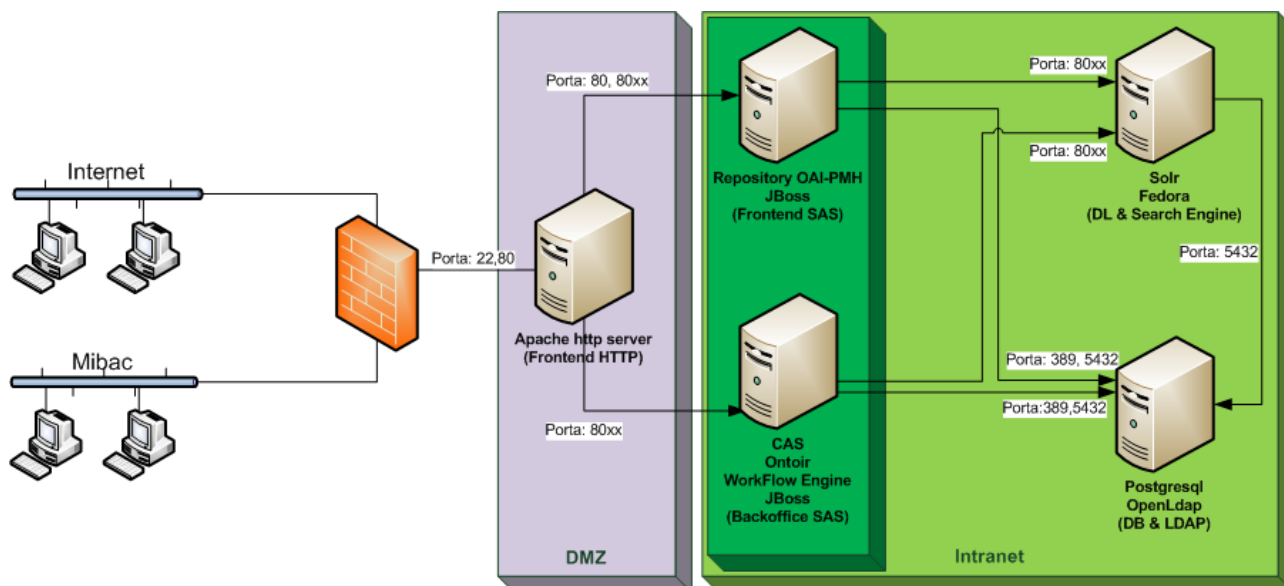 Internet
Mibac
Porta: 22,80
Porta: 80, 80xx
Apache http server
(Frontend HTTP)
Porta: 80xx
DMZ
Repository OAI-PMH
JBoss
(Frontend SAS)
CAS
Ontoir
WorkFlow Engine
JBoss
(Backoffice SAS)
Porta: 80xx
Porta: 80xx
Solr
Fedora
(DL & Search Engine)
Porta: 5432
Porta: 389, 5432
Porta:389,5432
Postgresql
OpenLdap
(DB & LDAP)
Intranet